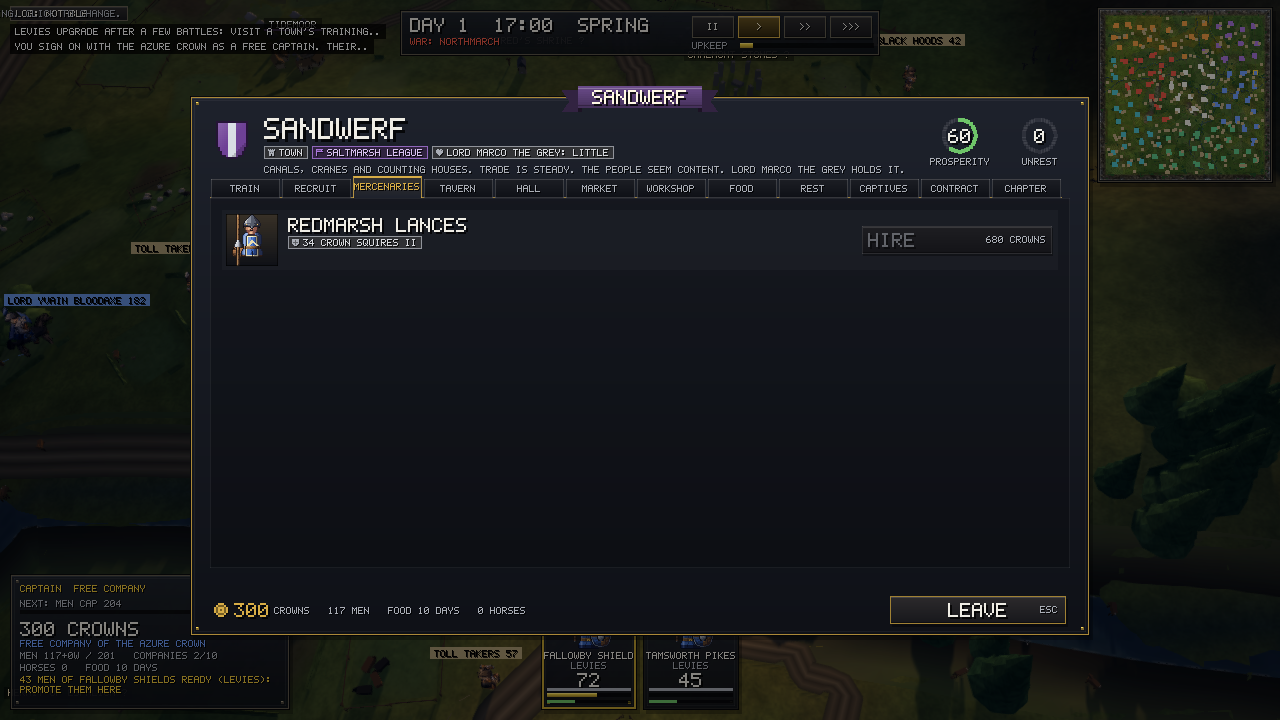 LEVIES UPGRADE AFTER A FEW BATTLES: VISIT A TOWN'S TRAINING..
YOU SIGN ON WITH THE AZURE CROWN AS A FREE CAPTAIN. THEIR..
DAY 1 17:00 SPRING
WAR: NORTHMARCH
II > >> >>>
UPKEEP
BLACK HOODS 42
SANDWERF
SANDWERF
TOWN
SALTMARSH LEAGUE
LORD MARCO THE GREY: LITTLE
CANALS, CRANES AND COUNTING HOUSES. TRADE IS STEADY. THE PEOPLE SEEM CONTENT. LORD MARCO THE GREY HOLDS IT.
60
PROSPERITY
0
UNREST
TRAIN RECRUIT MERCENARIES TAVERN HALL MARKET WORKSHOP FOOD REST CAPTIVES CONTRACT CHAPTER
REDMARSH LANCES
34 CROWN SQUIRES II
HIRE 680 CROWNS
TOLL TAKE
LORD YVAIN BLOODAXE 182
300 CROWNS 117 MEN FOOD 10 DAYS 0 HORSES
LEAVE ESC
CAPTAIN FREE COMPANY
NEXT: MEN CAP 204
300 CROWNS
FREE COMPANY OF THE AZURE CROWN
MEN 117+0W / 201 COMPANIES 2/10
HORSES 0 FOOD 10 DAYS
43 MEN OF FALLOWBY SHIELDS READY (LEVIES):
PROMOTE THEM HERE
TOLL TAKERS 57
FALLOWBY SHIELD
LEVIES
72
TAMSWORTH PIKES
LEVIES
45